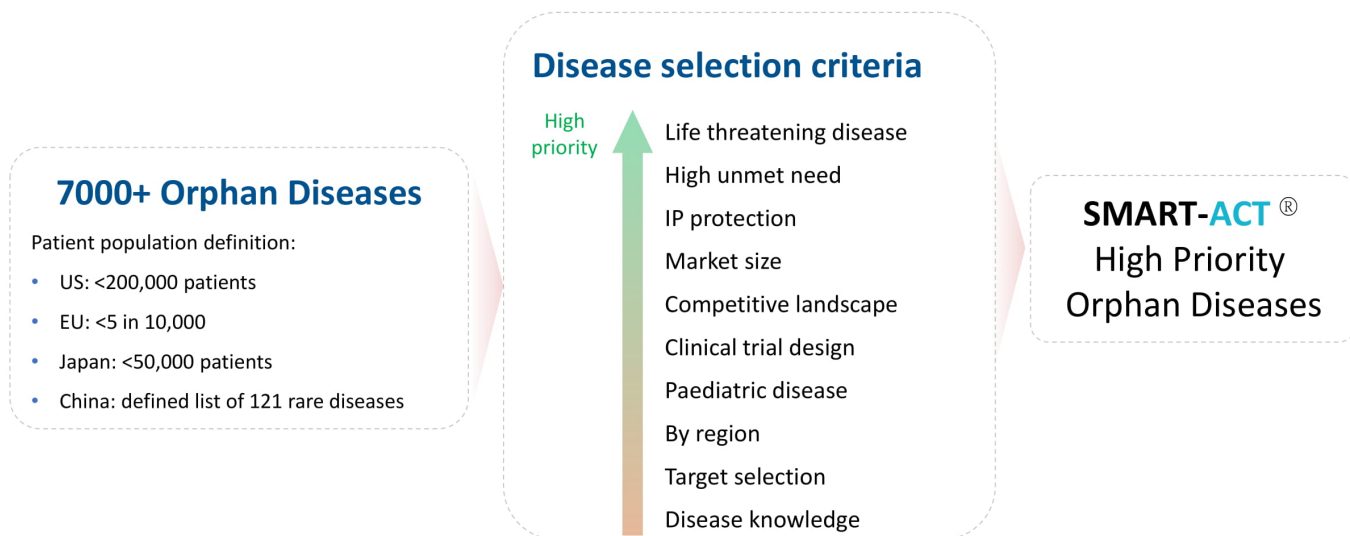 7000+ Orphan Diseases
Patient population definition:
• US: <200,000 patients
• EU: <5 in 10,000
• Japan: <50,000 patients
• China: defined list of 121 rare diseases
Disease selection criteria
High
priority
Life threatening disease
High unmet need
IP protection
Market size
Competitive landscape
Clinical trial design
Paediatric disease
By region
Target selection
Disease knowledge
SMART-ACT ®
High Priority
Orphan Diseases